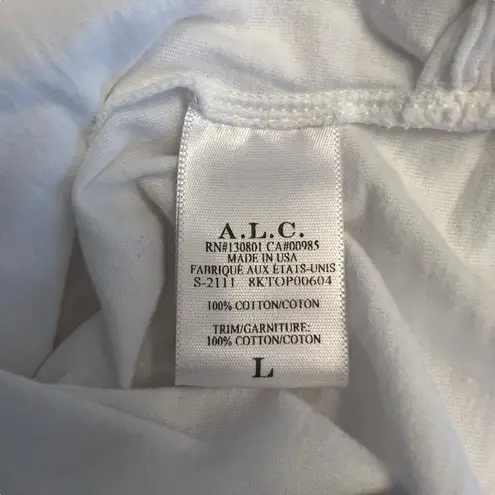 A.L.C.
RN#130801 CA#00985
MADE IN USA
FABRIQUÉ AUX ÉTATS-UNIS
S-2111 8KTOP00604
100% COTTON/COTON
TRIM/GARNITURE:
100% COTTON/COTON
L